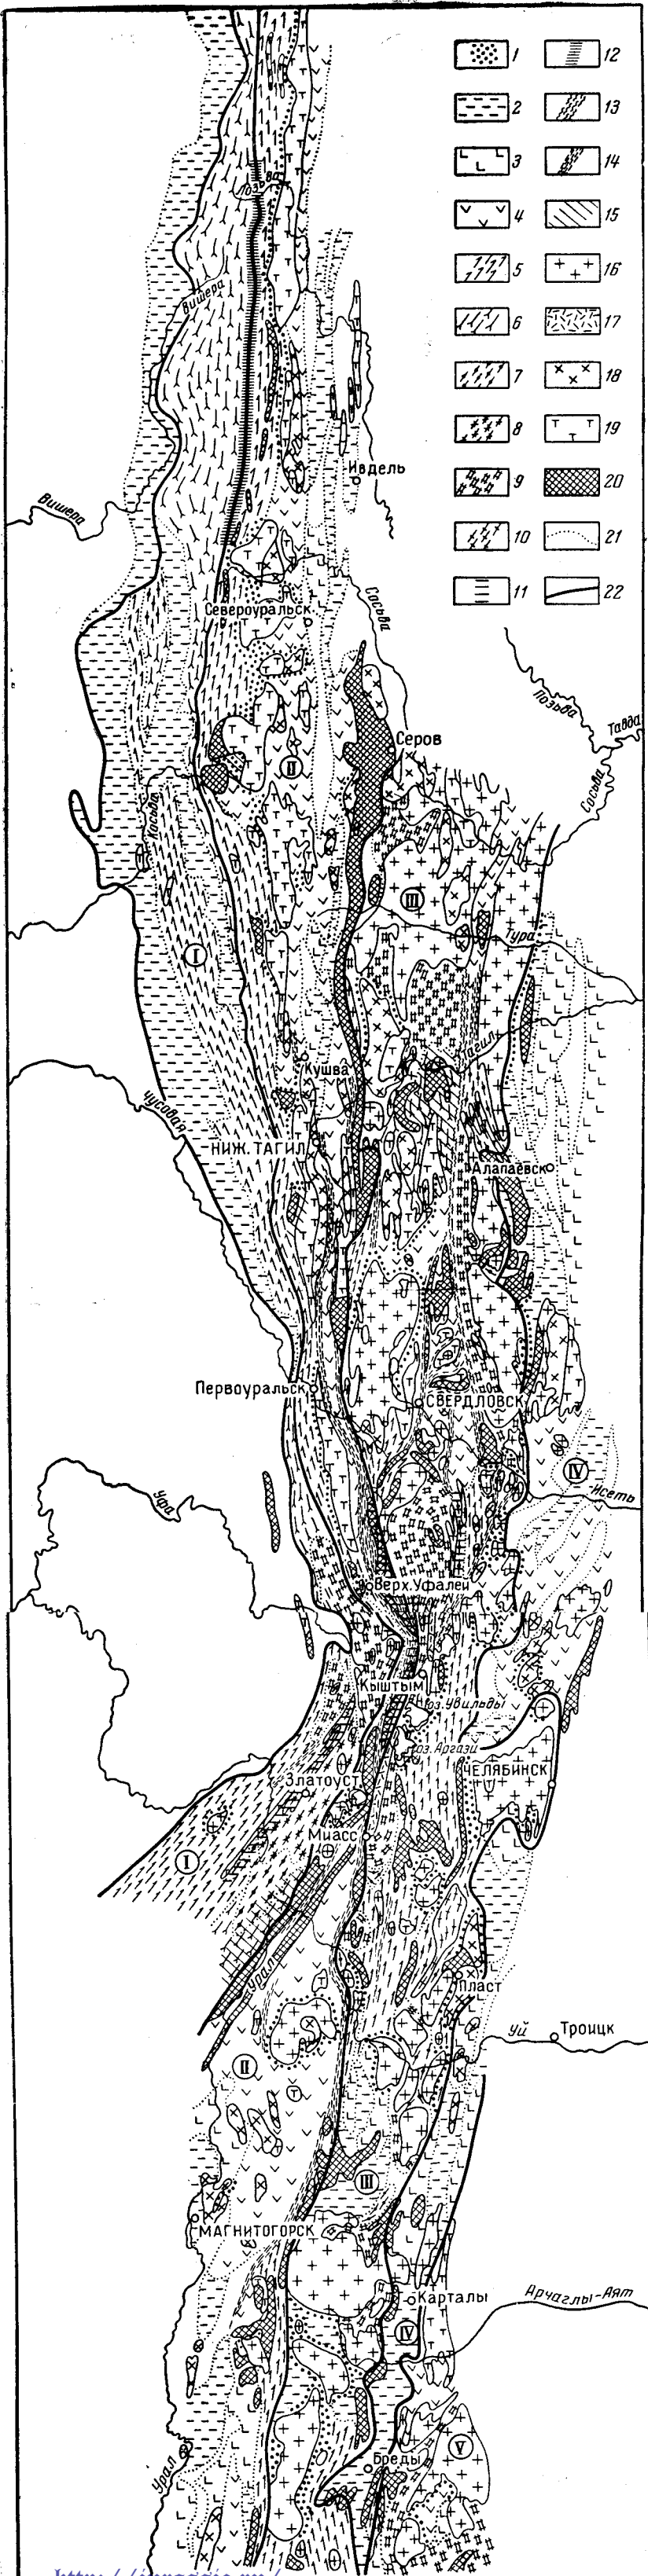 1 12
2 13
3 14
4 15
5 16
6 17
7 18
8 19
9 20
10 21
11 22
Лозьва
Вишера
Ивдель
Вишера
Североуральск
Сосьва
Лозьва
Тавда
Серов
Сосьва
II
Косьва
III
Тура
I
Тагил
Кушва
Чусовая
НИЖ. ТАГИЛ
Алапаевск
Первоуральск
СВЕРДЛОВСК
IV
Уфа
Исеть
Верх. Уфалей
Кыштым
оз. Увильды
оз. Аргази
ЧЕЛЯБИНСК
Златоуст
Миасс
I
Урал
Пласт
Уй
Троицк
II
III
МАГНИТОГОРСК
Карталы
Арчаглы-Аят
IV
V
Бреды
Урал